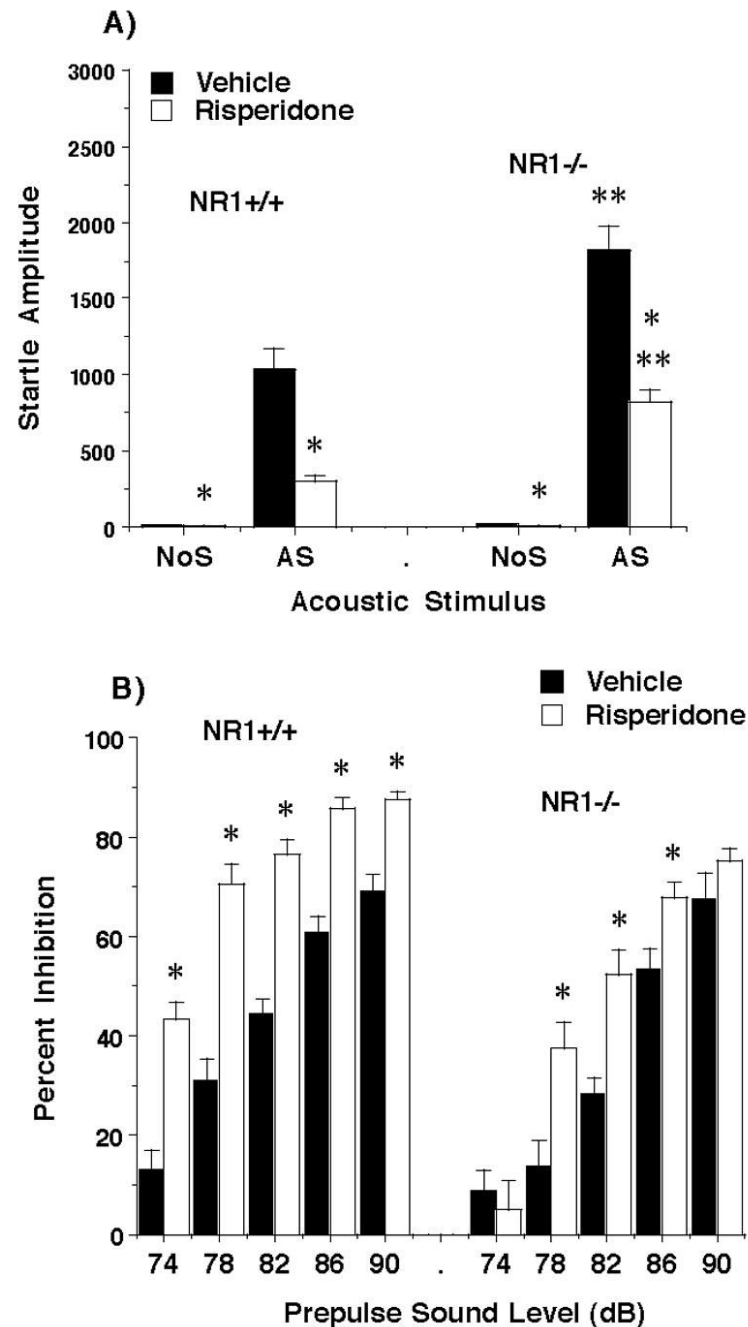 A)
3000
Vehicle
Risperidone
2500
NR1-/-
NR1+/+
**
2000
1500
*
1000
**
*
500
*
*
0
NoS AS . NoS AS
Startle Amplitude
Acoustic Stimulus
B)
Vehicle
Risperidone
100
NR1+/+
* *
NR1-/-
* *
80
*
60
*
*
*
40
20
0
74 78 82 86 90 . 74 78 82 86 90
Percent Inhibition
Prepulse Sound Level (dB)